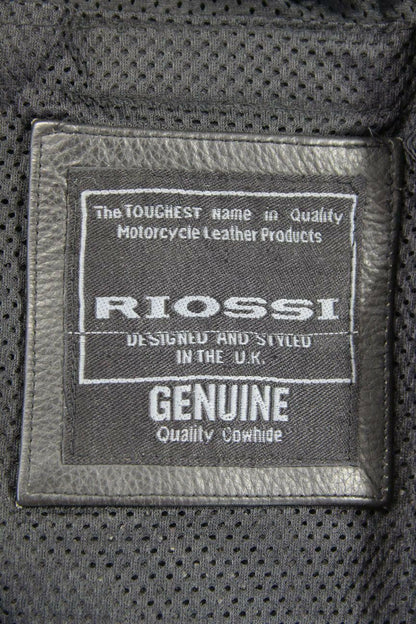 The TOUGHEST Name in Quality
Motorcycle Leather Products
RIOSSI
DESIGNED AND STYLED
IN THE U.K.
GENUINE
Quality Cowhide